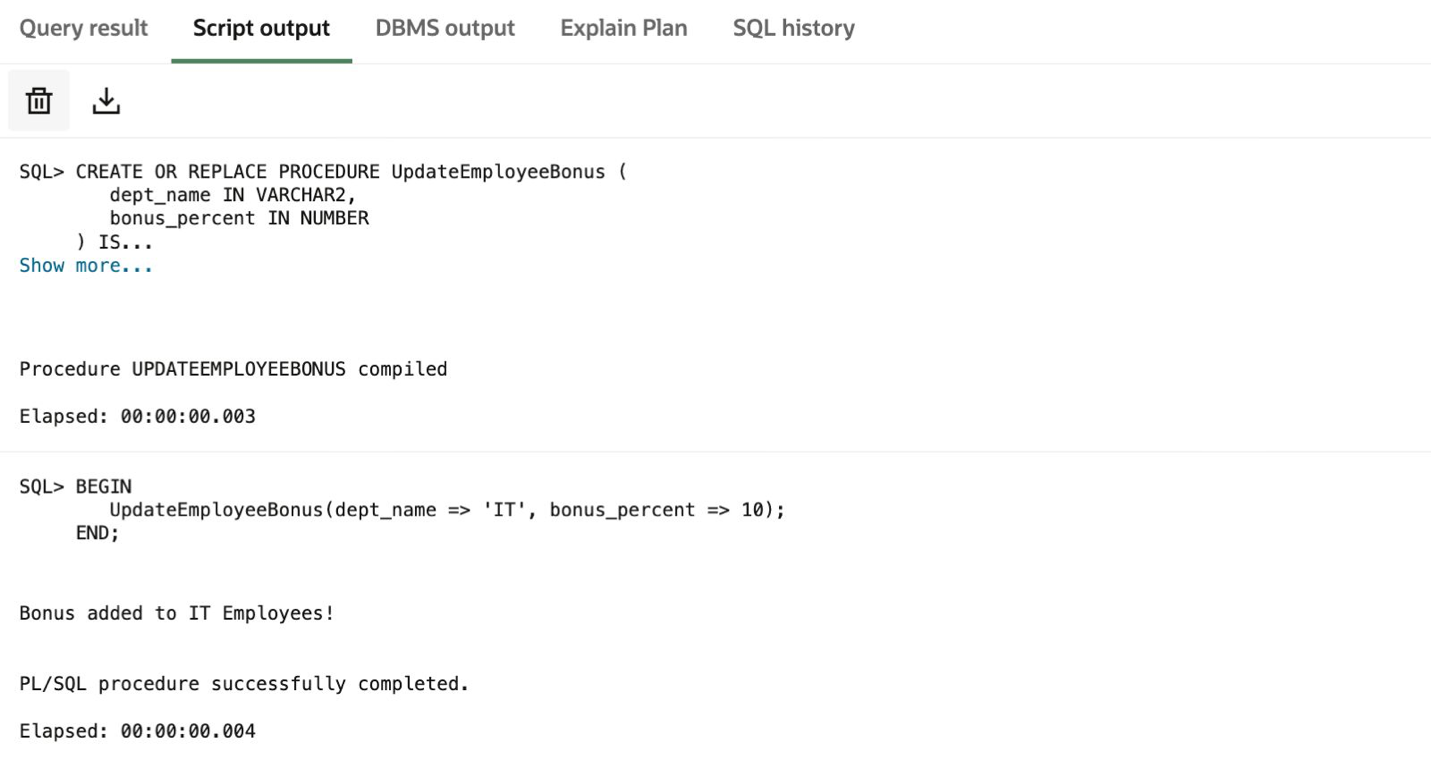 Query result Script output DBMS output Explain Plan SQL history
SQL> CREATE OR REPLACE PROCEDURE UpdateEmployeeBonus (
dept_name IN VARCHAR2,
bonus_percent IN NUMBER
) IS...
Show more...
Procedure UPDATEEMPLOYEEBONUS compiled
Elapsed: 00:00:00.003
SQL> BEGIN
UpdateEmployeeBonus(dept_name => 'IT', bonus_percent => 10);
END;
Bonus added to IT Employees!
PL/SQL procedure successfully completed.
Elapsed: 00:00:00.004